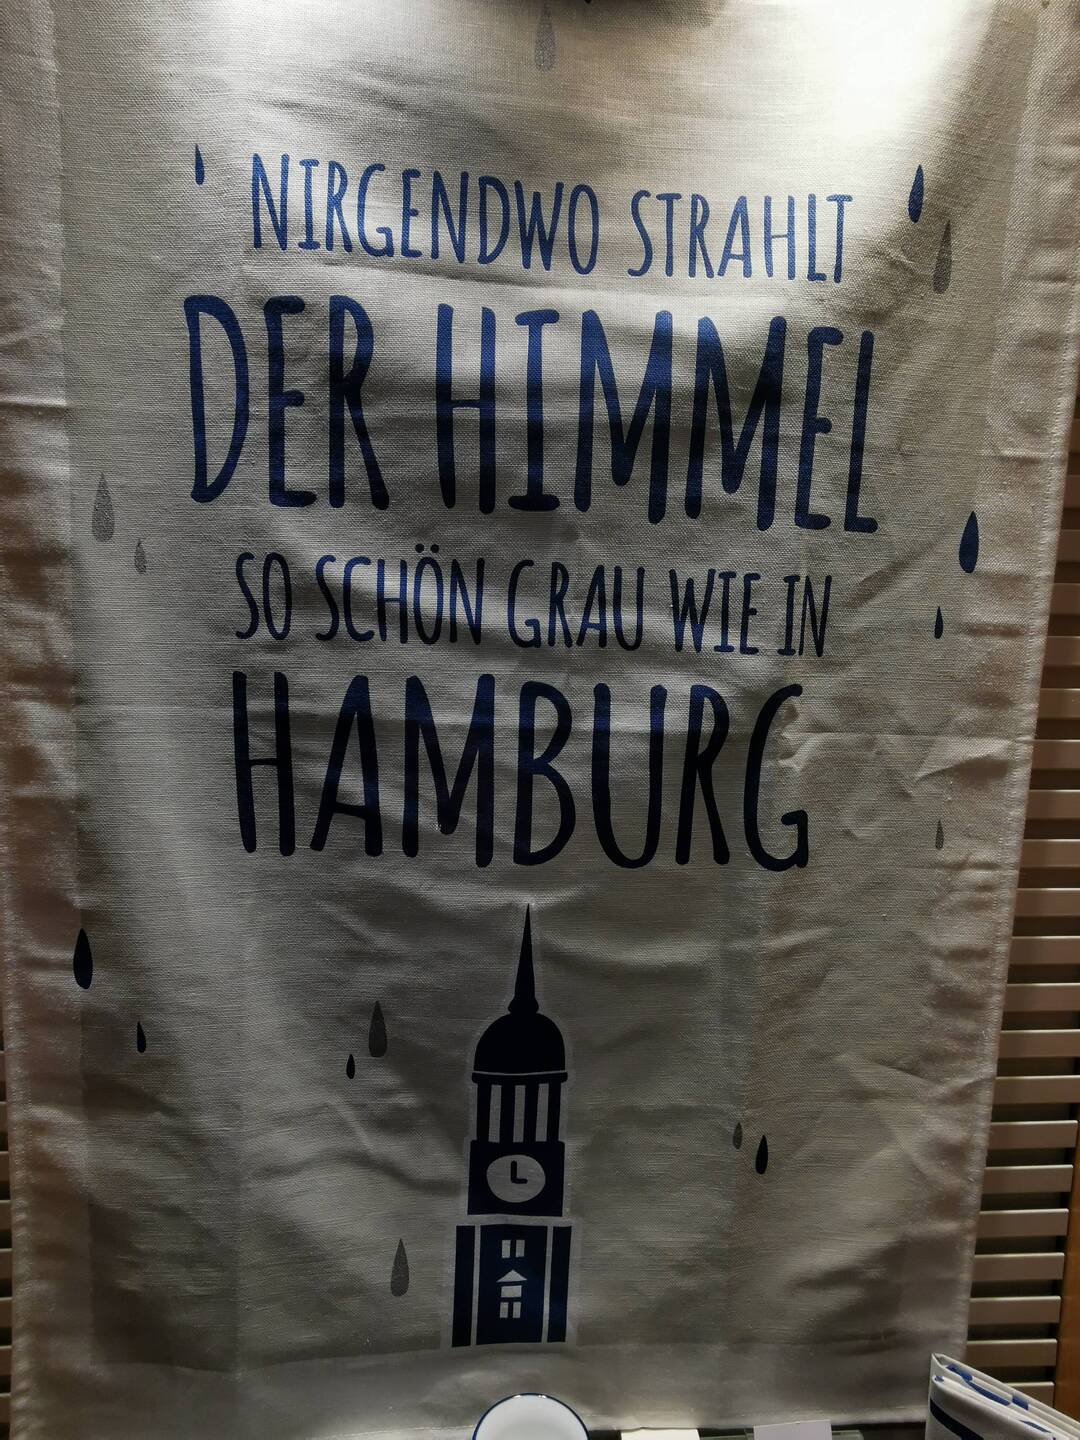 NIRGENDWO STRAHLT
DER HIMMEL
SO SCHÖN GRAU WIE IN
HAMBURG